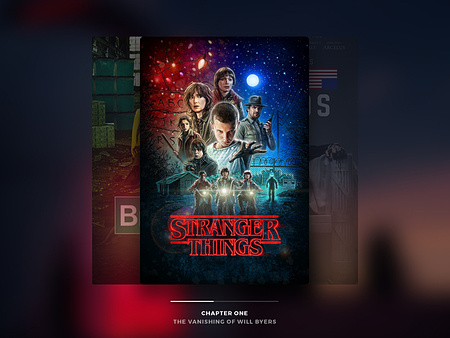 STRANGER
THINGS
CHAPTER ONE
THE VANISHING OF WILL BYERS